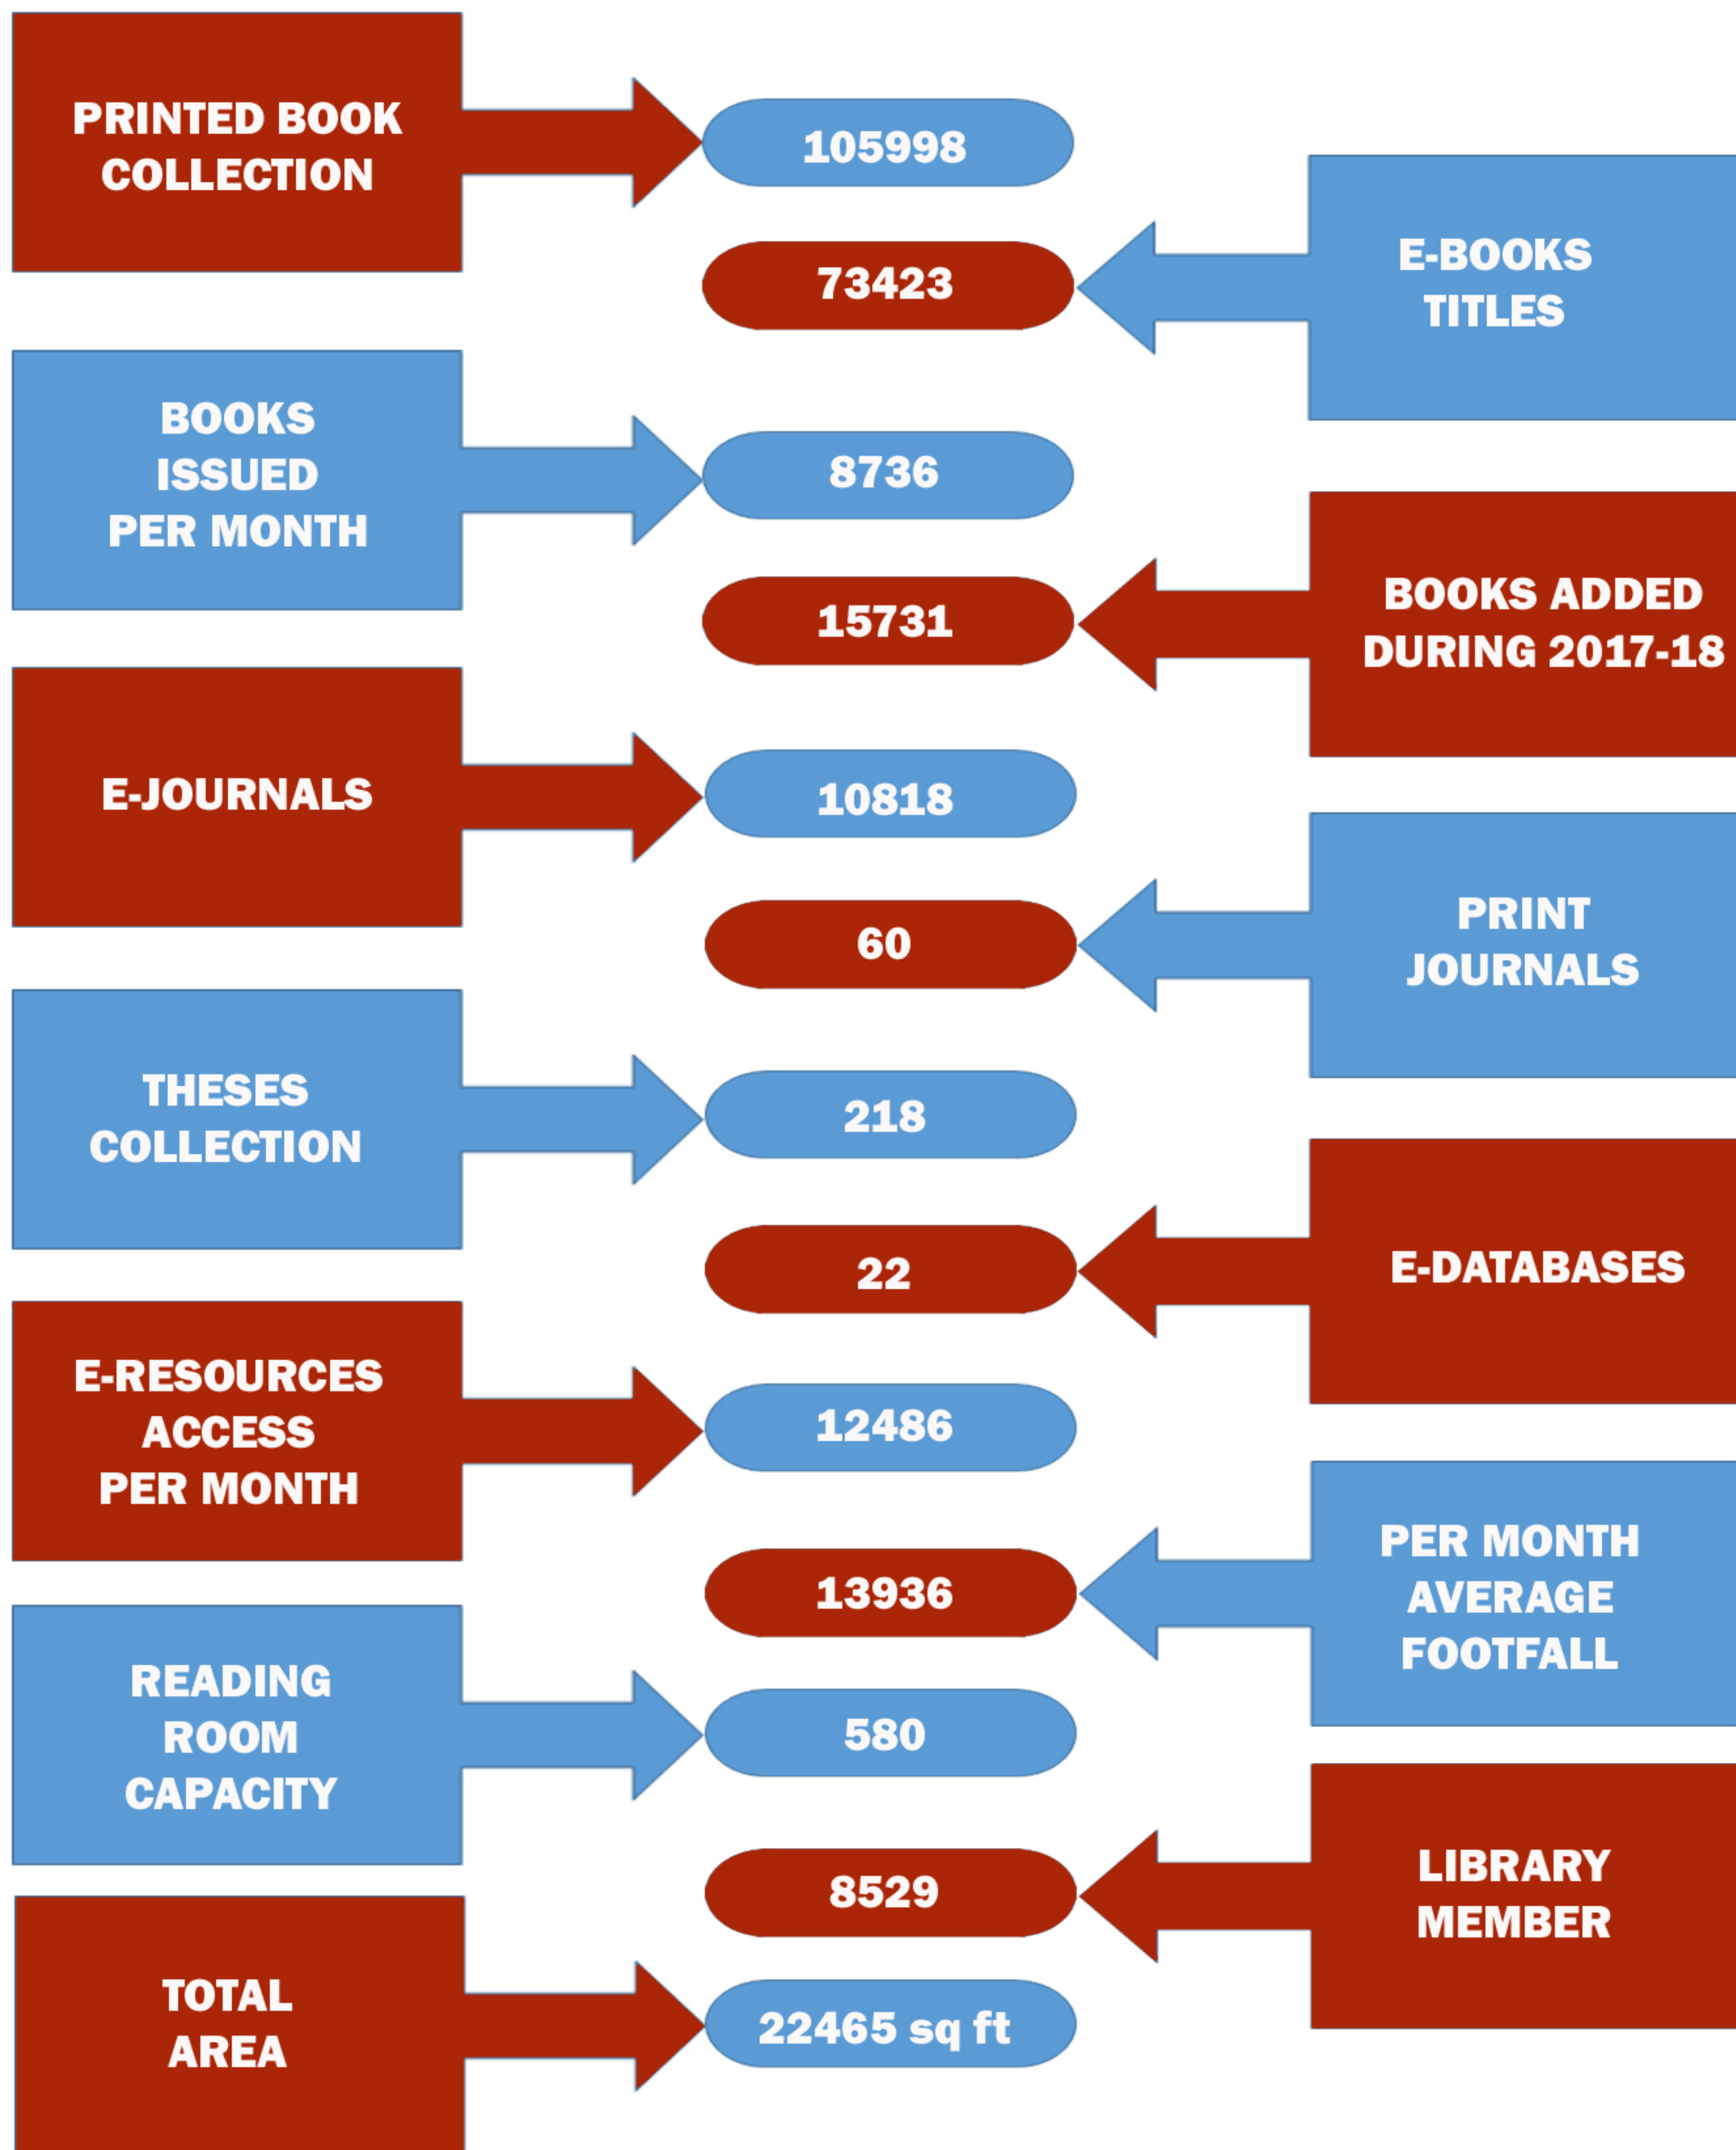 PRINTED BOOK
COLLECTION
105998
E-BOOKS
TITLES
73423
BOOKS
ISSUED
PER MONTH
8736
BOOKS ADDED
DURING 2017-18
15731
E-JOURNALS
10818
PRINT
JOURNALS
60
THESES
COLLECTION
218
E-DATABASES
22
E-RESOURCES
ACCESS
PER MONTH
12486
PER MONTH
AVERAGE
FOOTFALL
13936
READING
ROOM
CAPACITY
580
LIBRARY
MEMBER
8529
TOTAL
AREA
22465 sq ft